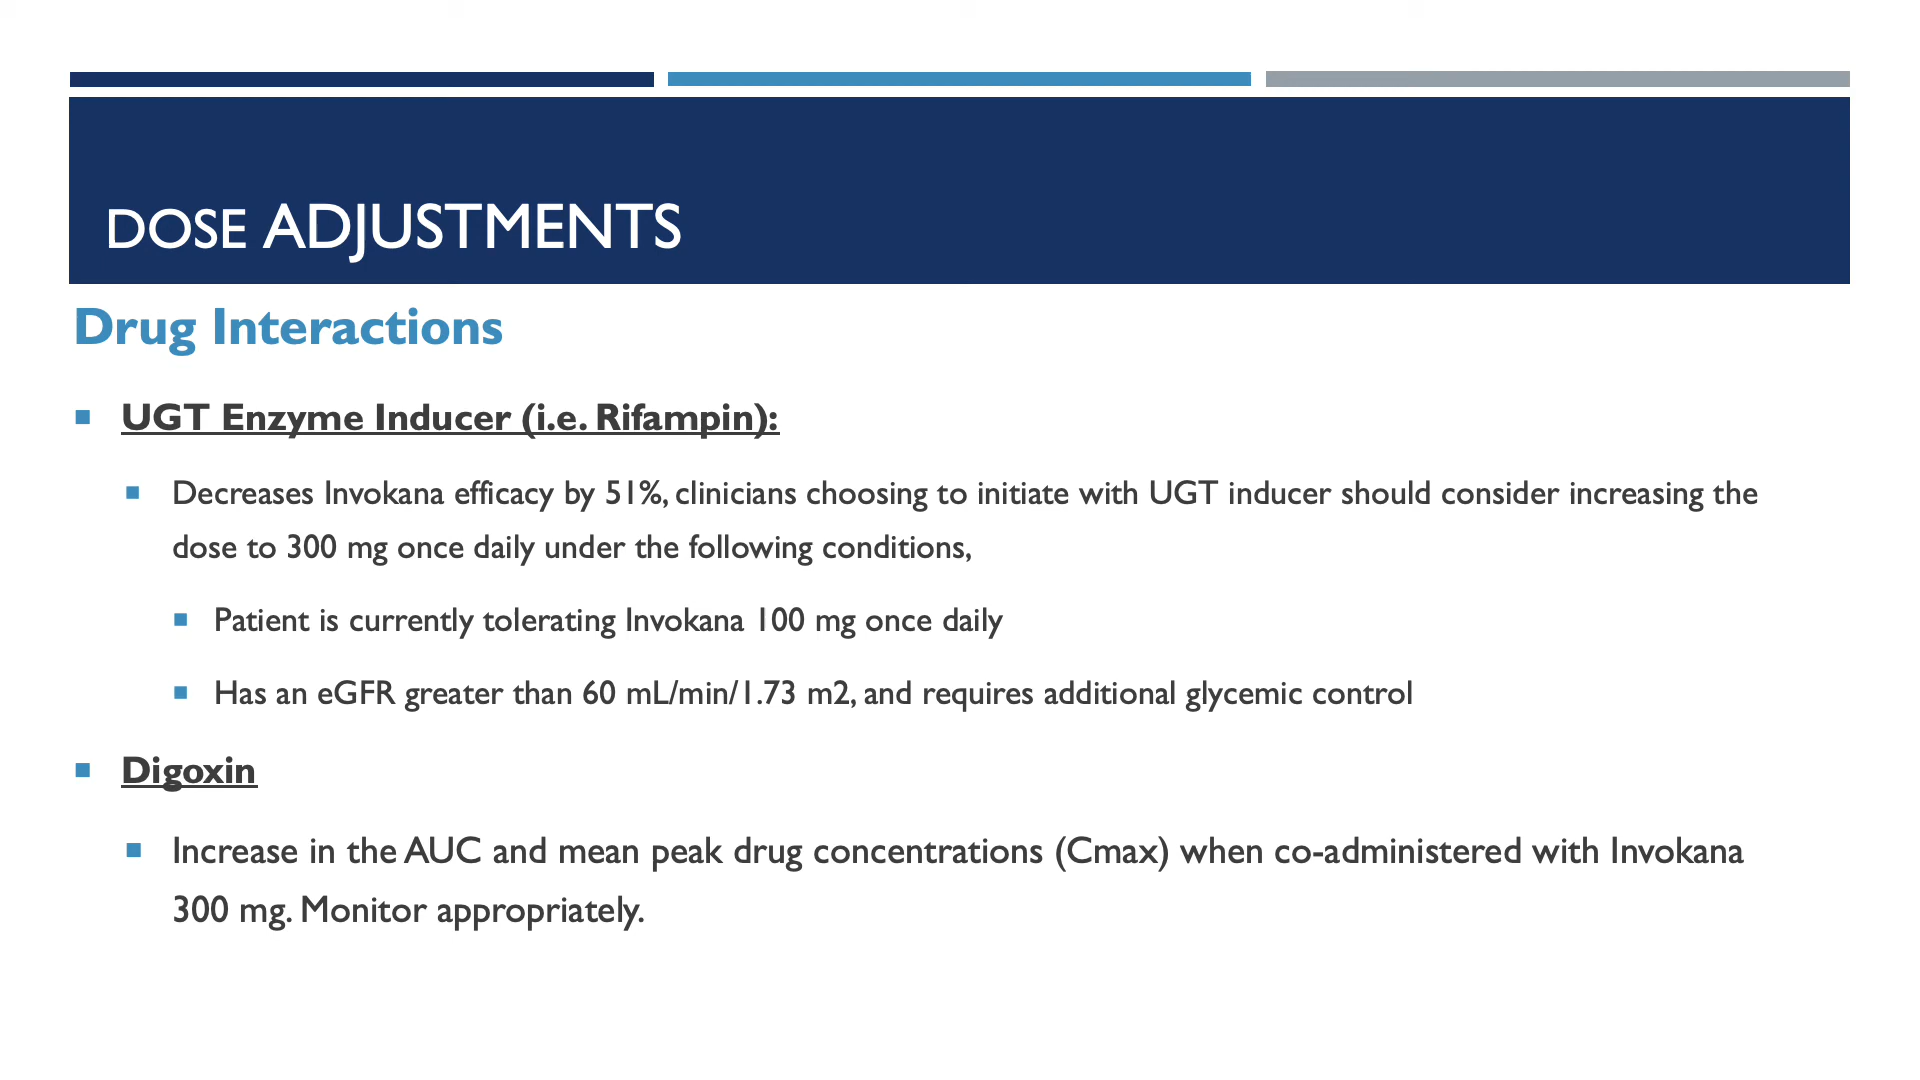 DOSE ADJUSTMENTS
Drug Interactions
UGT Enzyme Inducer (i.e. Rifampin):
Decreases Invokana efficacy by 51%, clinicians choosing to initiate with UGT inducer should consider increasing the
dose to 300 mg once daily under the following conditions,
Patient is currently tolerating Invokana 100 mg once daily
Has an eGFR greater than 60 mL/min/1.73 m2, and requires additional glycemic control
Digoxin
Increase in the AUC and mean peak drug concentrations (Cmax) when co-administered with Invokana
300 mg. Monitor appropriately.